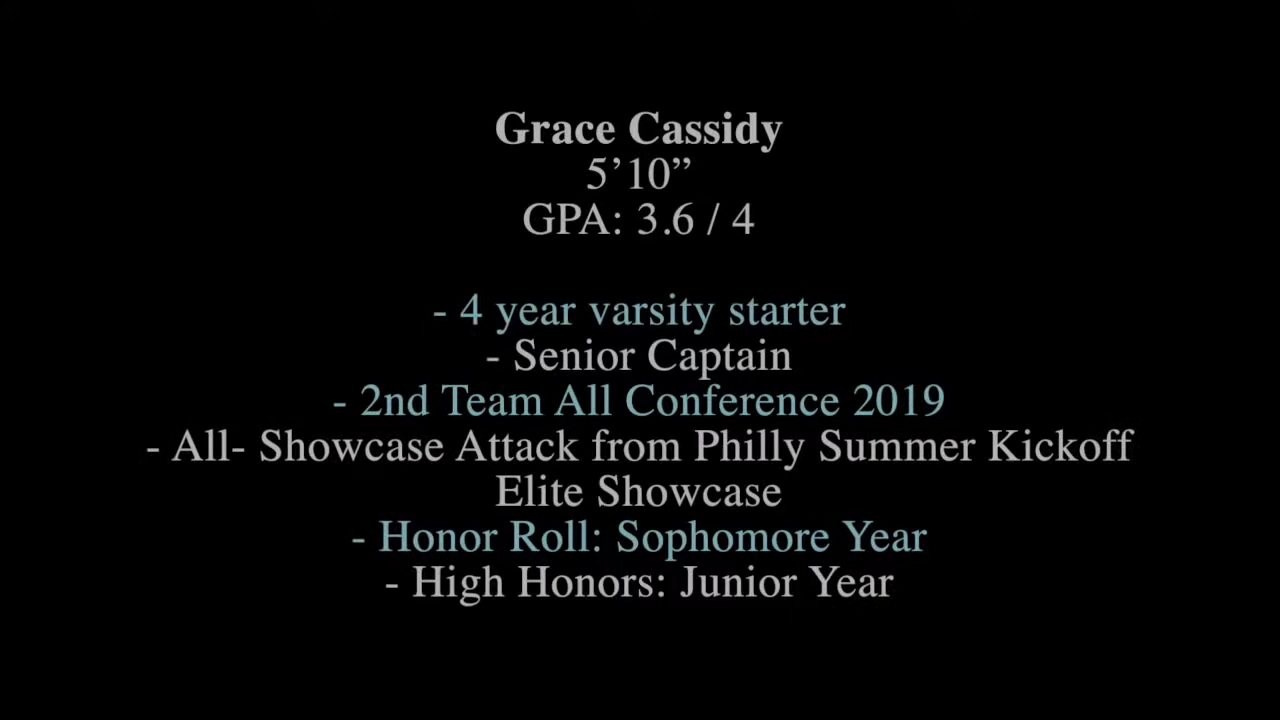 Grace Cassidy
5’10”
GPA: 3.6 / 4
- 4 year varsity starter
- Senior Captain
- 2nd Team All Conference 2019
- All- Showcase Attack from Philly Summer Kickoff
Elite Showcase
- Honor Roll: Sophomore Year
- High Honors: Junior Year